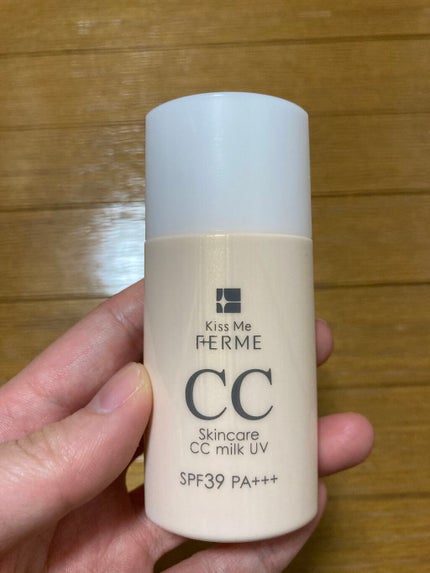 Kiss Me
FERME
CC
Skincare
CC milk UV
SPF39 PA+++